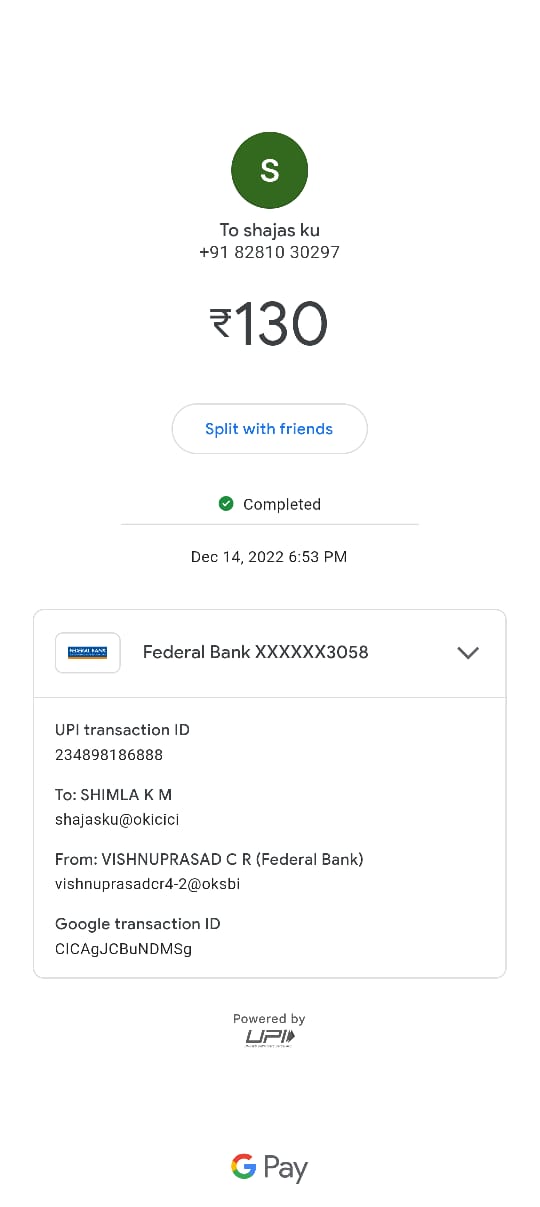 S
To shajas ku
+91 82810 30297
₹130
Split with friends
Completed
Dec 14, 2022 6:53 PM
FEDERAL BANK
Federal Bank XXXXXX3058
UPI transaction ID
234898186888
To: SHIMLA K M
shajasku@okicici
From: VISHNUPRASAD C R (Federal Bank)
vishnuprasadcr4-2@oksbi
Google transaction ID
CICAgJCBuNDMSg
Powered by
UPI
G Pay